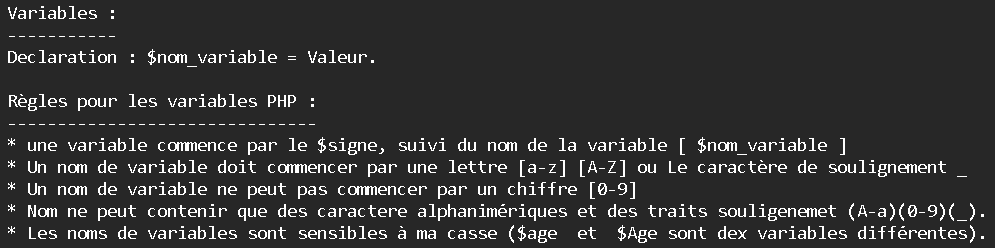 Variables :
-----------
Declaration : $nom_variable = Valeur.
Règles pour les variables PHP :
-------------------------------
* une variable commence par le $signe, suivi du nom de la variable [ $nom_variable ]
* Un nom de variable doit commencer par une lettre [a-z] [A-Z] ou Le caractère de soulignement _
* Un nom de variable ne peut pas commencer par un chiffre [0-9]
* Nom ne peut contenir que des caractere alphanimériques et des traits souligenemet (A-a)(0-9)(_).
* Les noms de variables sont sensibles à ma casse ($age  et  $Age sont dex variables différentes).